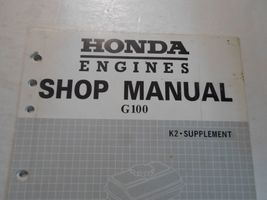 HONDA
ENGINES
SHOP MANUAL
G100
K2•SUPPLEMENT